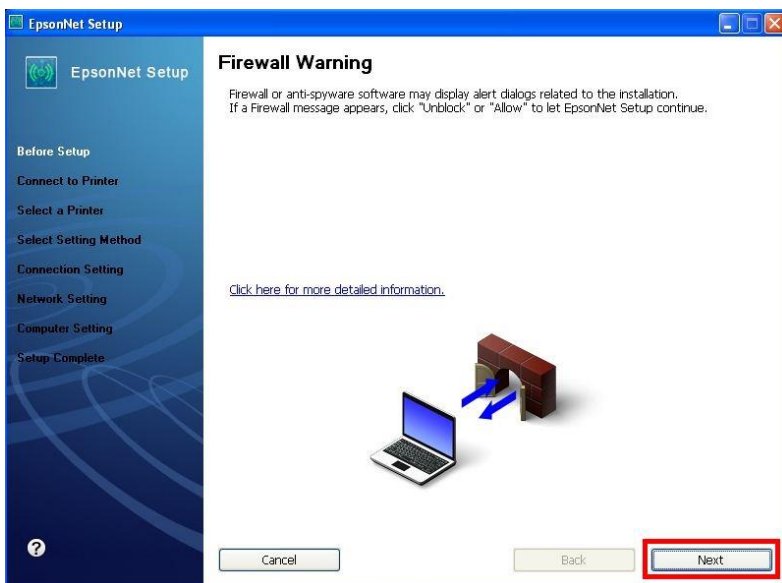 EpsonNet Setup
EpsonNet Setup
Before Setup
Connect to Printer
Select a Printer
Select Setting Method
Connection Setting
Network Setting
Computer Setting
Setup Complete
?
Firewall Warning
Firewall or anti-spyware software may display alert dialogs related to the installation.
If a Firewall message appears, click "Unblock" or "Allow" to let EpsonNet Setup continue.
Click here for more detailed information.
Cancel
Back
Next